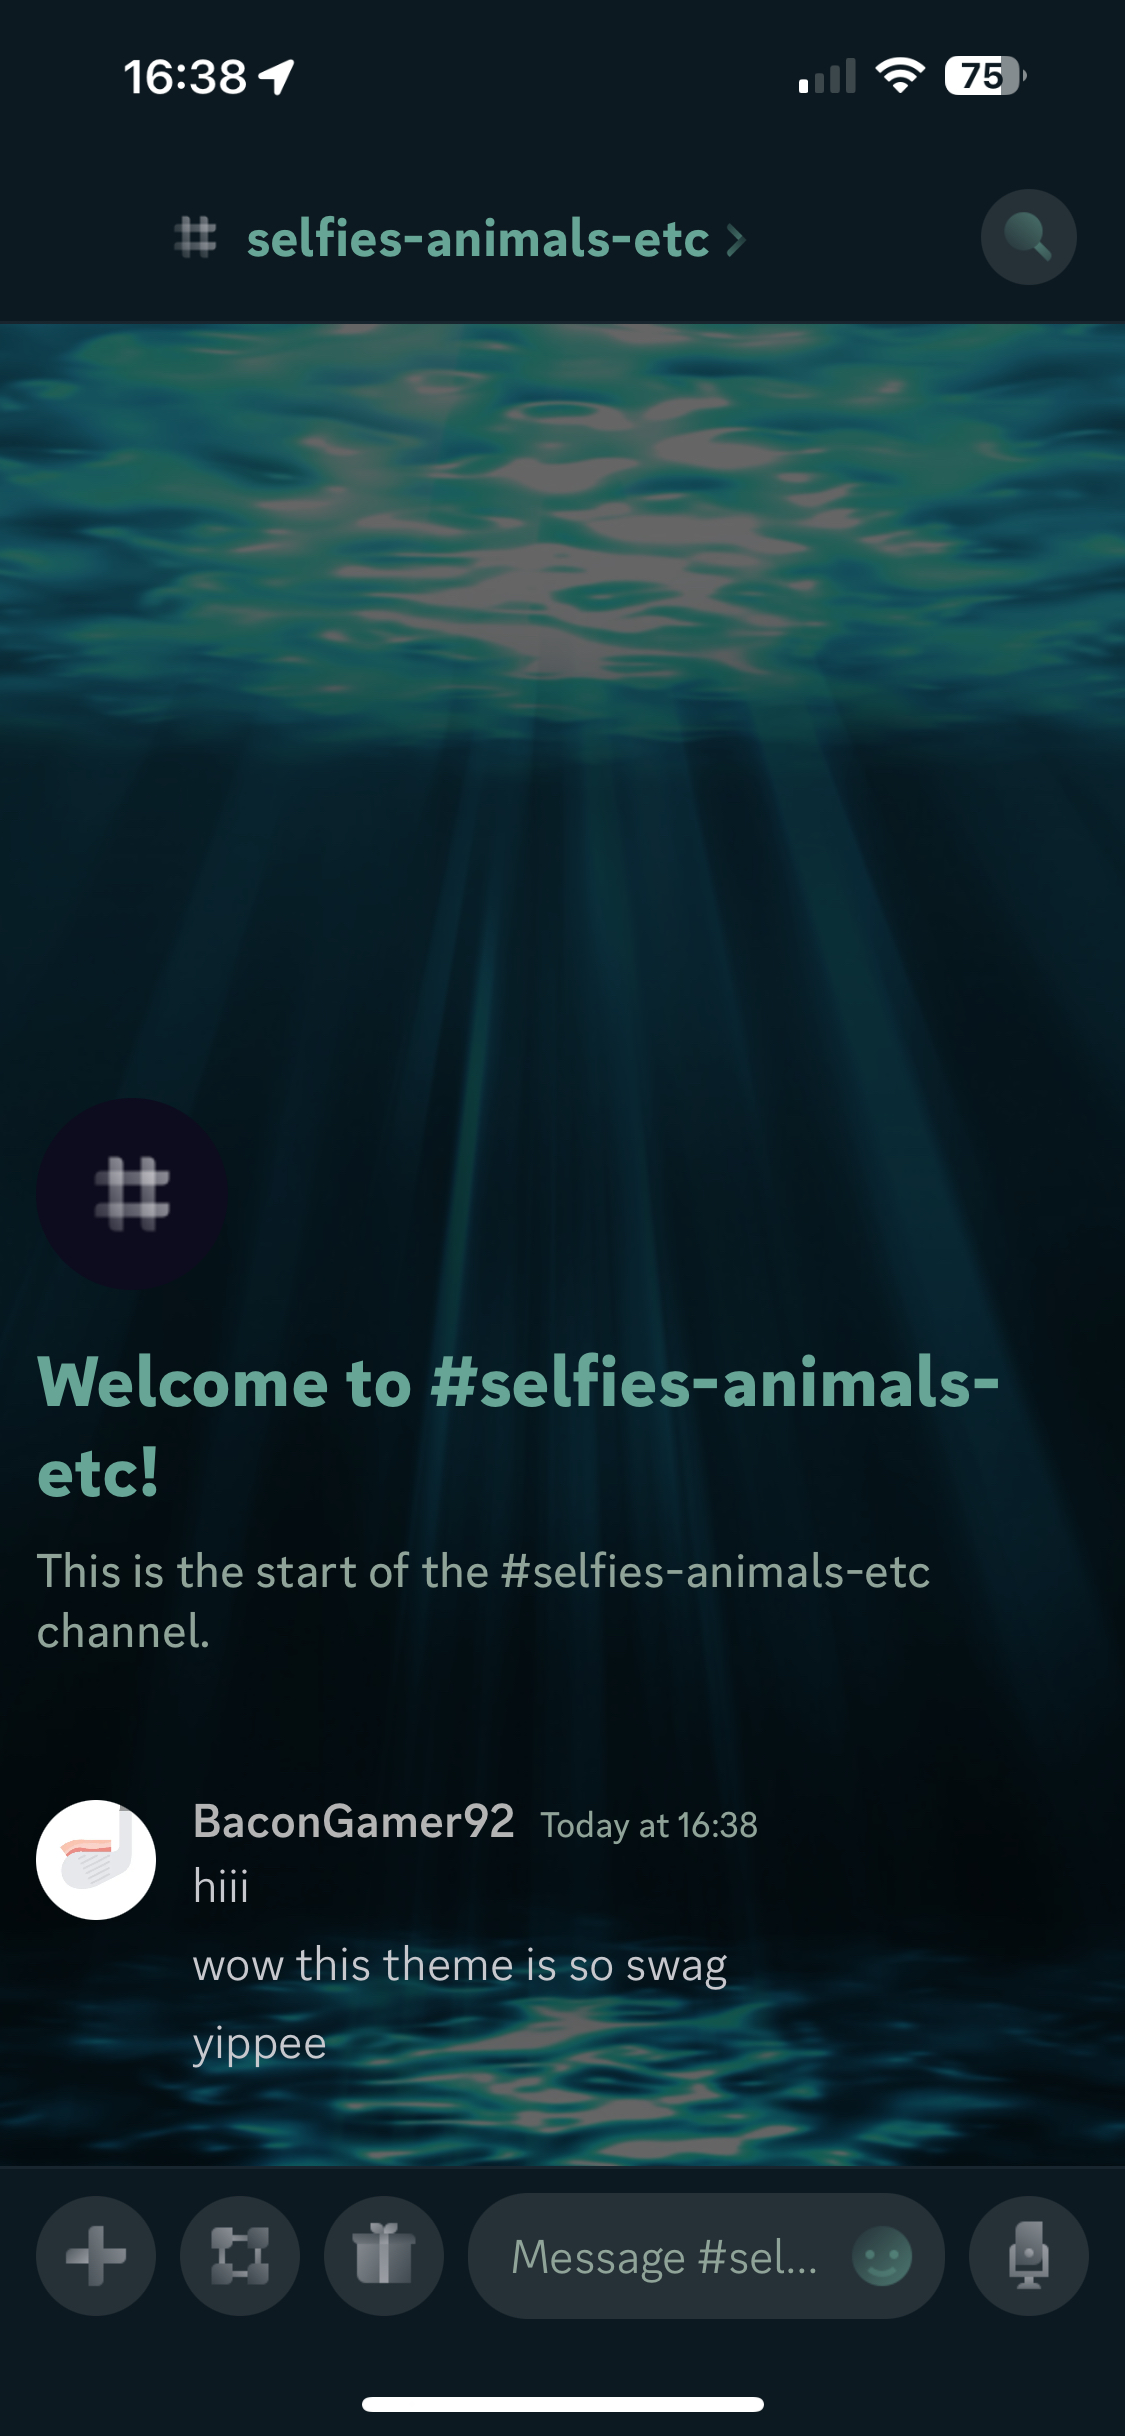 16:38
75
selfies-animals-etc
Welcome to #selfies-animals-
etc!
This is the start of the #selfies-animals-etc
channel.
BaconGamer92 Today at 16:38
hiii
wow this theme is so swag
yippee
Message #sel...